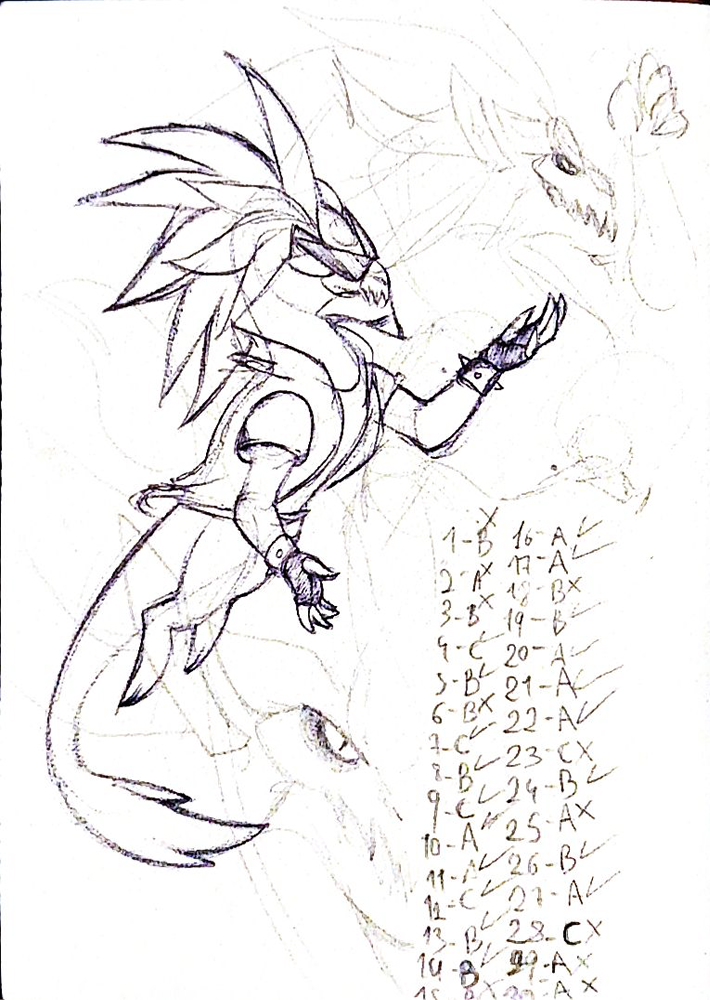 1-B X
2-A X
3-B X
4-C ✓
5-B ✓
6-B X
7-C ✓
8-B ✓
9-C ✓
10-A ✓
11-A ✓
12-C ✓
13-B ✓
14-B
15-B X
16-A ✓
17-A ✓
18-B X
19-B ✓
20-A ✓
21-A ✓
22-A ✓
23-C X
24-B ✓
25-A X
26-B ✓
27-A ✓
28-C X
29-A X
30-A X